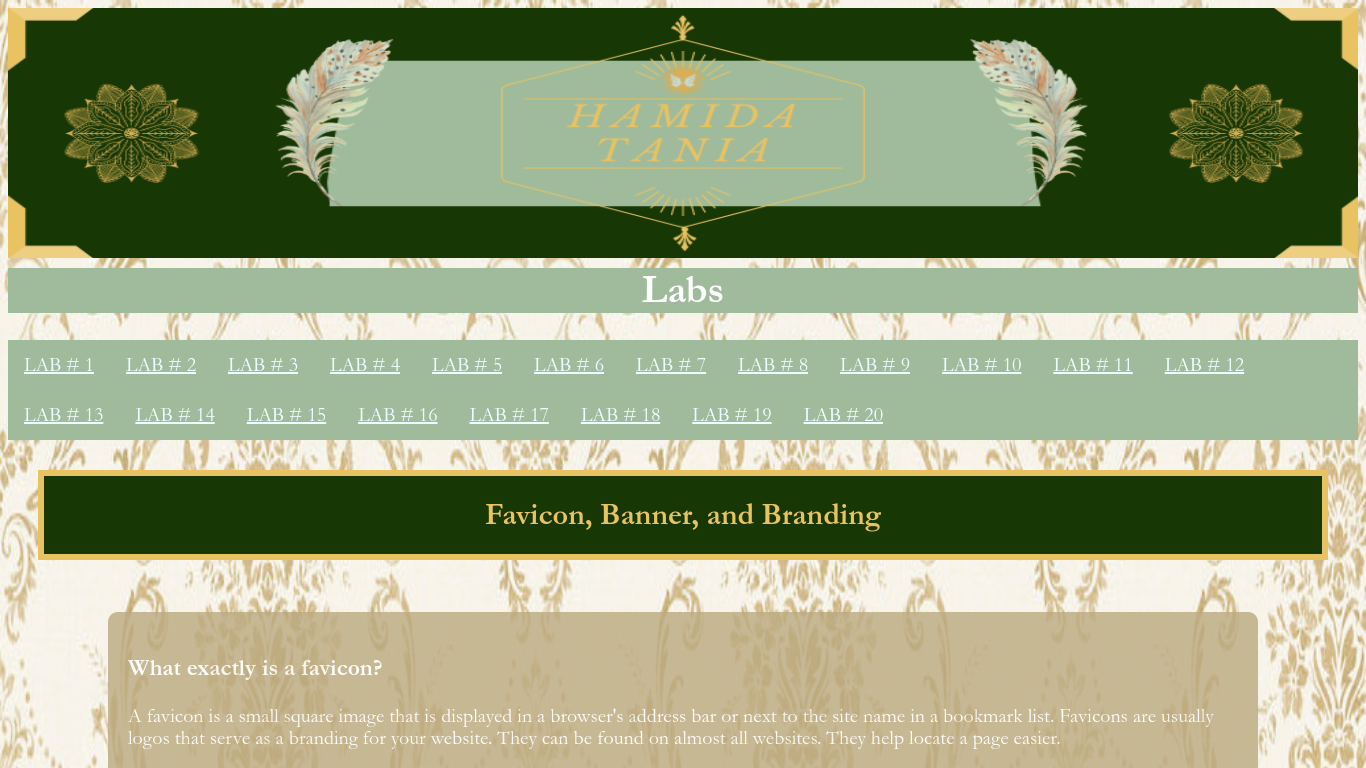 HAMIDA
TANIA
Labs
LAB # 1 LAB # 2 LAB # 3 LAB # 4 LAB # 5 LAB # 6 LAB # 7 LAB # 8 LAB # 9 LAB # 10 LAB # 11 LAB # 12
LAB # 13 LAB # 14 LAB # 15 LAB # 16 LAB # 17 LAB # 18 LAB # 19 LAB # 20
Favicon, Banner, and Branding
What exactly is a favicon?
A favicon is a small square image that is displayed in a browser's address bar or next to the site name in a bookmark list. Favicons are usually
logos that serve as a branding for your website. They can be found on almost all websites. They help locate a page easier.